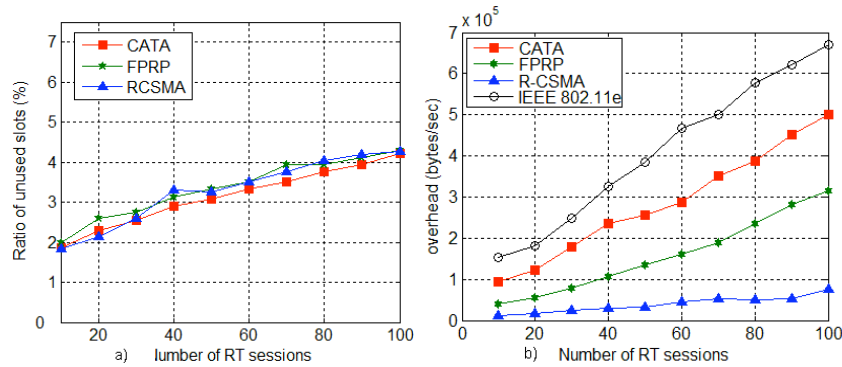 7
6
5
4
3
2
1
0
Ratio of unused slots (%)
CATA
FPRP
RCSMA
20 40 60 80 100
a) lumber of RT sessions
7 x 10^5
6
5
4
3
2
1
0
overhead (bytes/sec)
CATA
FPRP
R-CSMA
IEEE 802.11e
0 20 40 60 80 100
b) Number of RT sessions